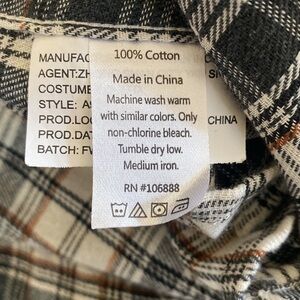 100% Cotton
Made in China
Machine wash warm
with similar colors. Only
non-chlorine bleach.
Tumble dry low.
Medium iron.
RN #106888
MANUFAC
AGENT:ZH
COSTUME
STYLE: A
PROD.LO CHINA
PROD.DA
BATCH: FW